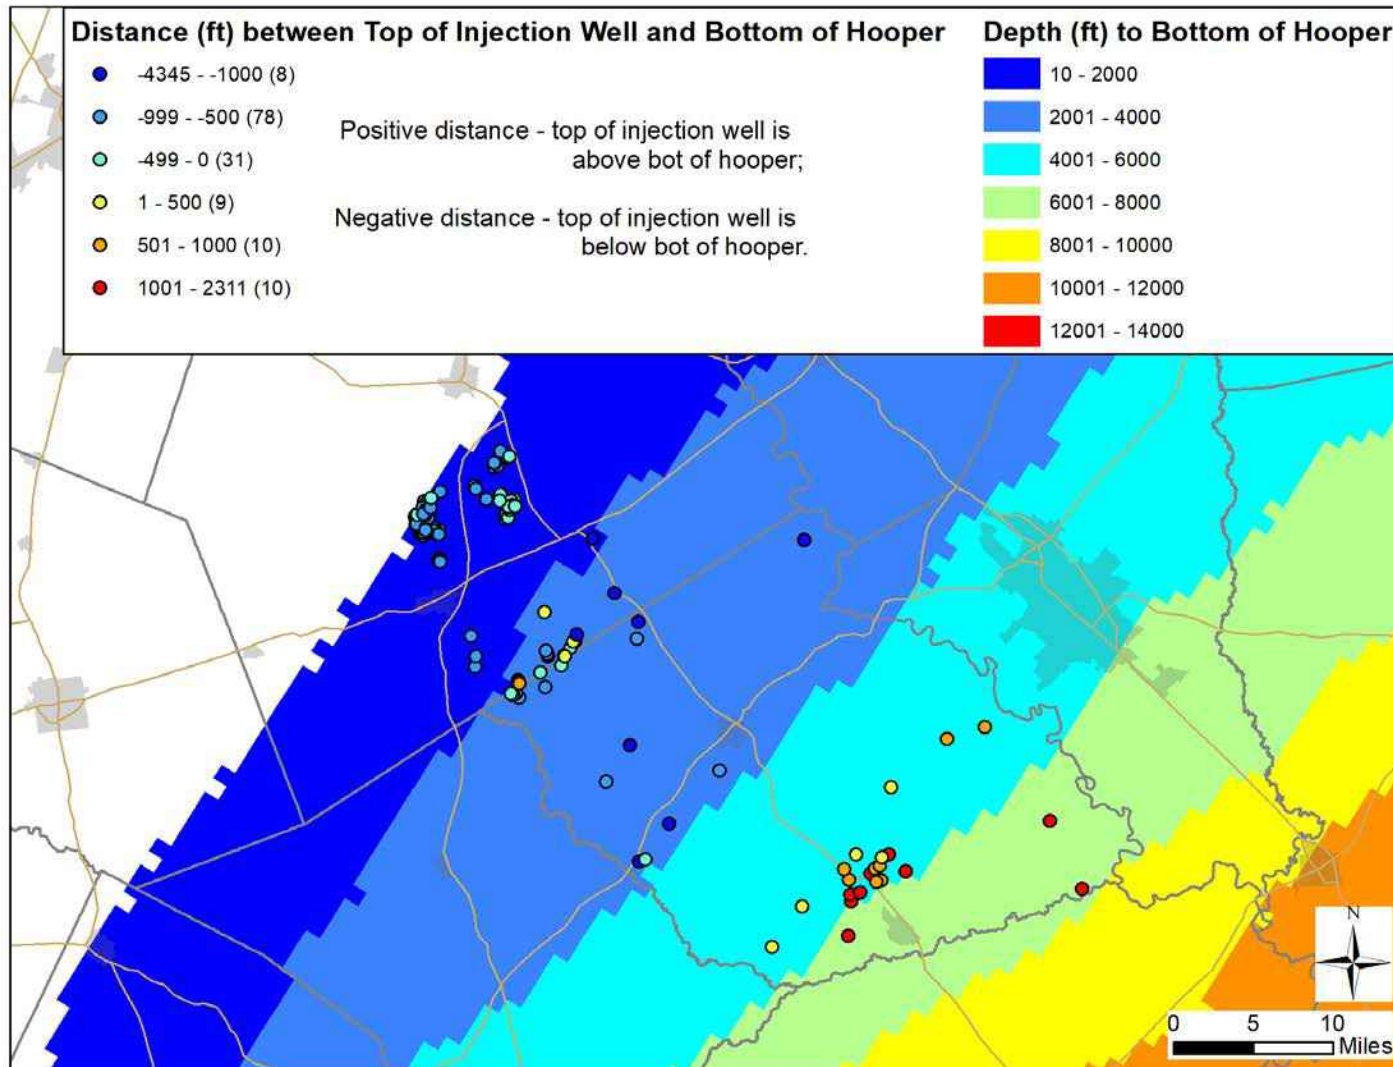 Distance (ft) between Top of Injection Well and Bottom of Hooper
-4345 - -1000 (8)
-999 - -500 (78)
-499 - 0 (31)
1 - 500 (9)
501 - 1000 (10)
1001 - 2311 (10)
Positive distance - top of injection well is
above bot of hooper;
Negative distance - top of injection well is
below bot of hooper.
Depth (ft) to Bottom of Hooper
10 - 2000
2001 - 4000
4001 - 6000
6001 - 8000
8001 - 10000
10001 - 12000
12001 - 14000
N
0 5 10
Miles